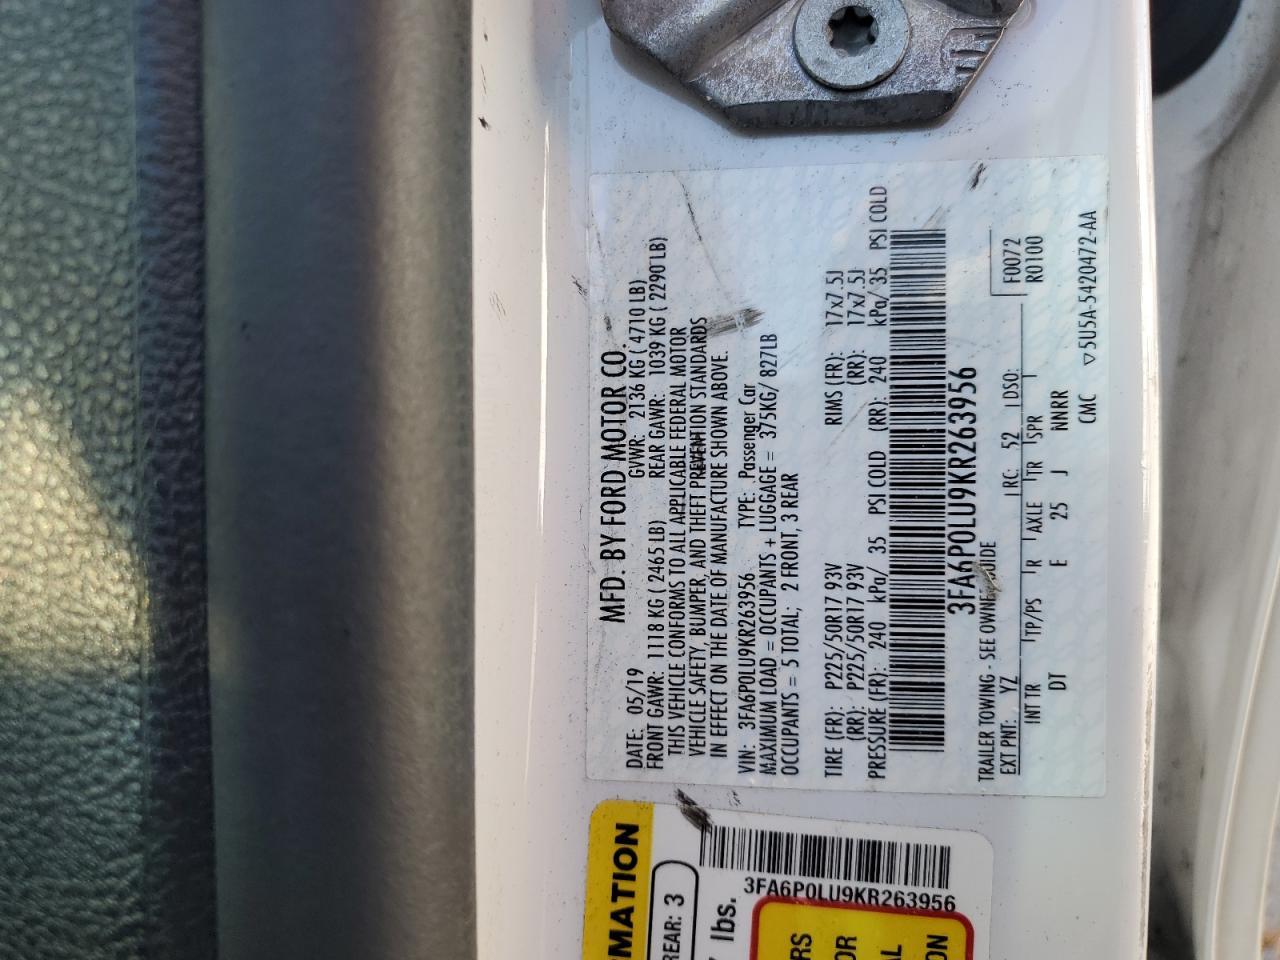 MFD. BY FORD MOTOR CO.
DATE: 05/19 GVWR: 2136 KG ( 4710 LB)
FRONT GAWR: 1118 KG ( 2465 LB) REAR GAWR: 1039 KG ( 2290 LB)
THIS VEHICLE CONFORMS TO ALL APPLICABLE FEDERAL MOTOR
VEHICLE SAFETY, BUMPER, AND THEFT PREVENTION STANDARDS
IN EFFECT ON THE DATE OF MANUFACTURE SHOWN ABOVE.
VIN: 3FA6P0LU9KR263956 TYPE: Passenger Car
MAXIMUM LOAD = OCCUPANTS + LUGGAGE = 375KG/ 827LB
OCCUPANTS = 5 TOTAL; 2 FRONT, 3 REAR
TIRE (FR): P225/50R17 93V RIMS (FR): 17x7.5J
(RR): P225/50R17 93V (RR): 17x7.5J
PRESSURE (FR): 240 kPa/ 35 PSI COLD (RR): 240 kPa/ 35 PSI COLD
3FA6P0LU9KR263956
TRAILER TOWING - SEE OWNER GUIDE F0072
EXT PNT: YZ RC: 52 DSO: R0100
INT TR TP/PS R AXLE TR SPR
DT E 25 J NNRR
CMC ▽5U5A-5420472-AA
MATION
REAR: 3
lbs.
3FA6P0LU9KR263956
RS
OR
AL
ON